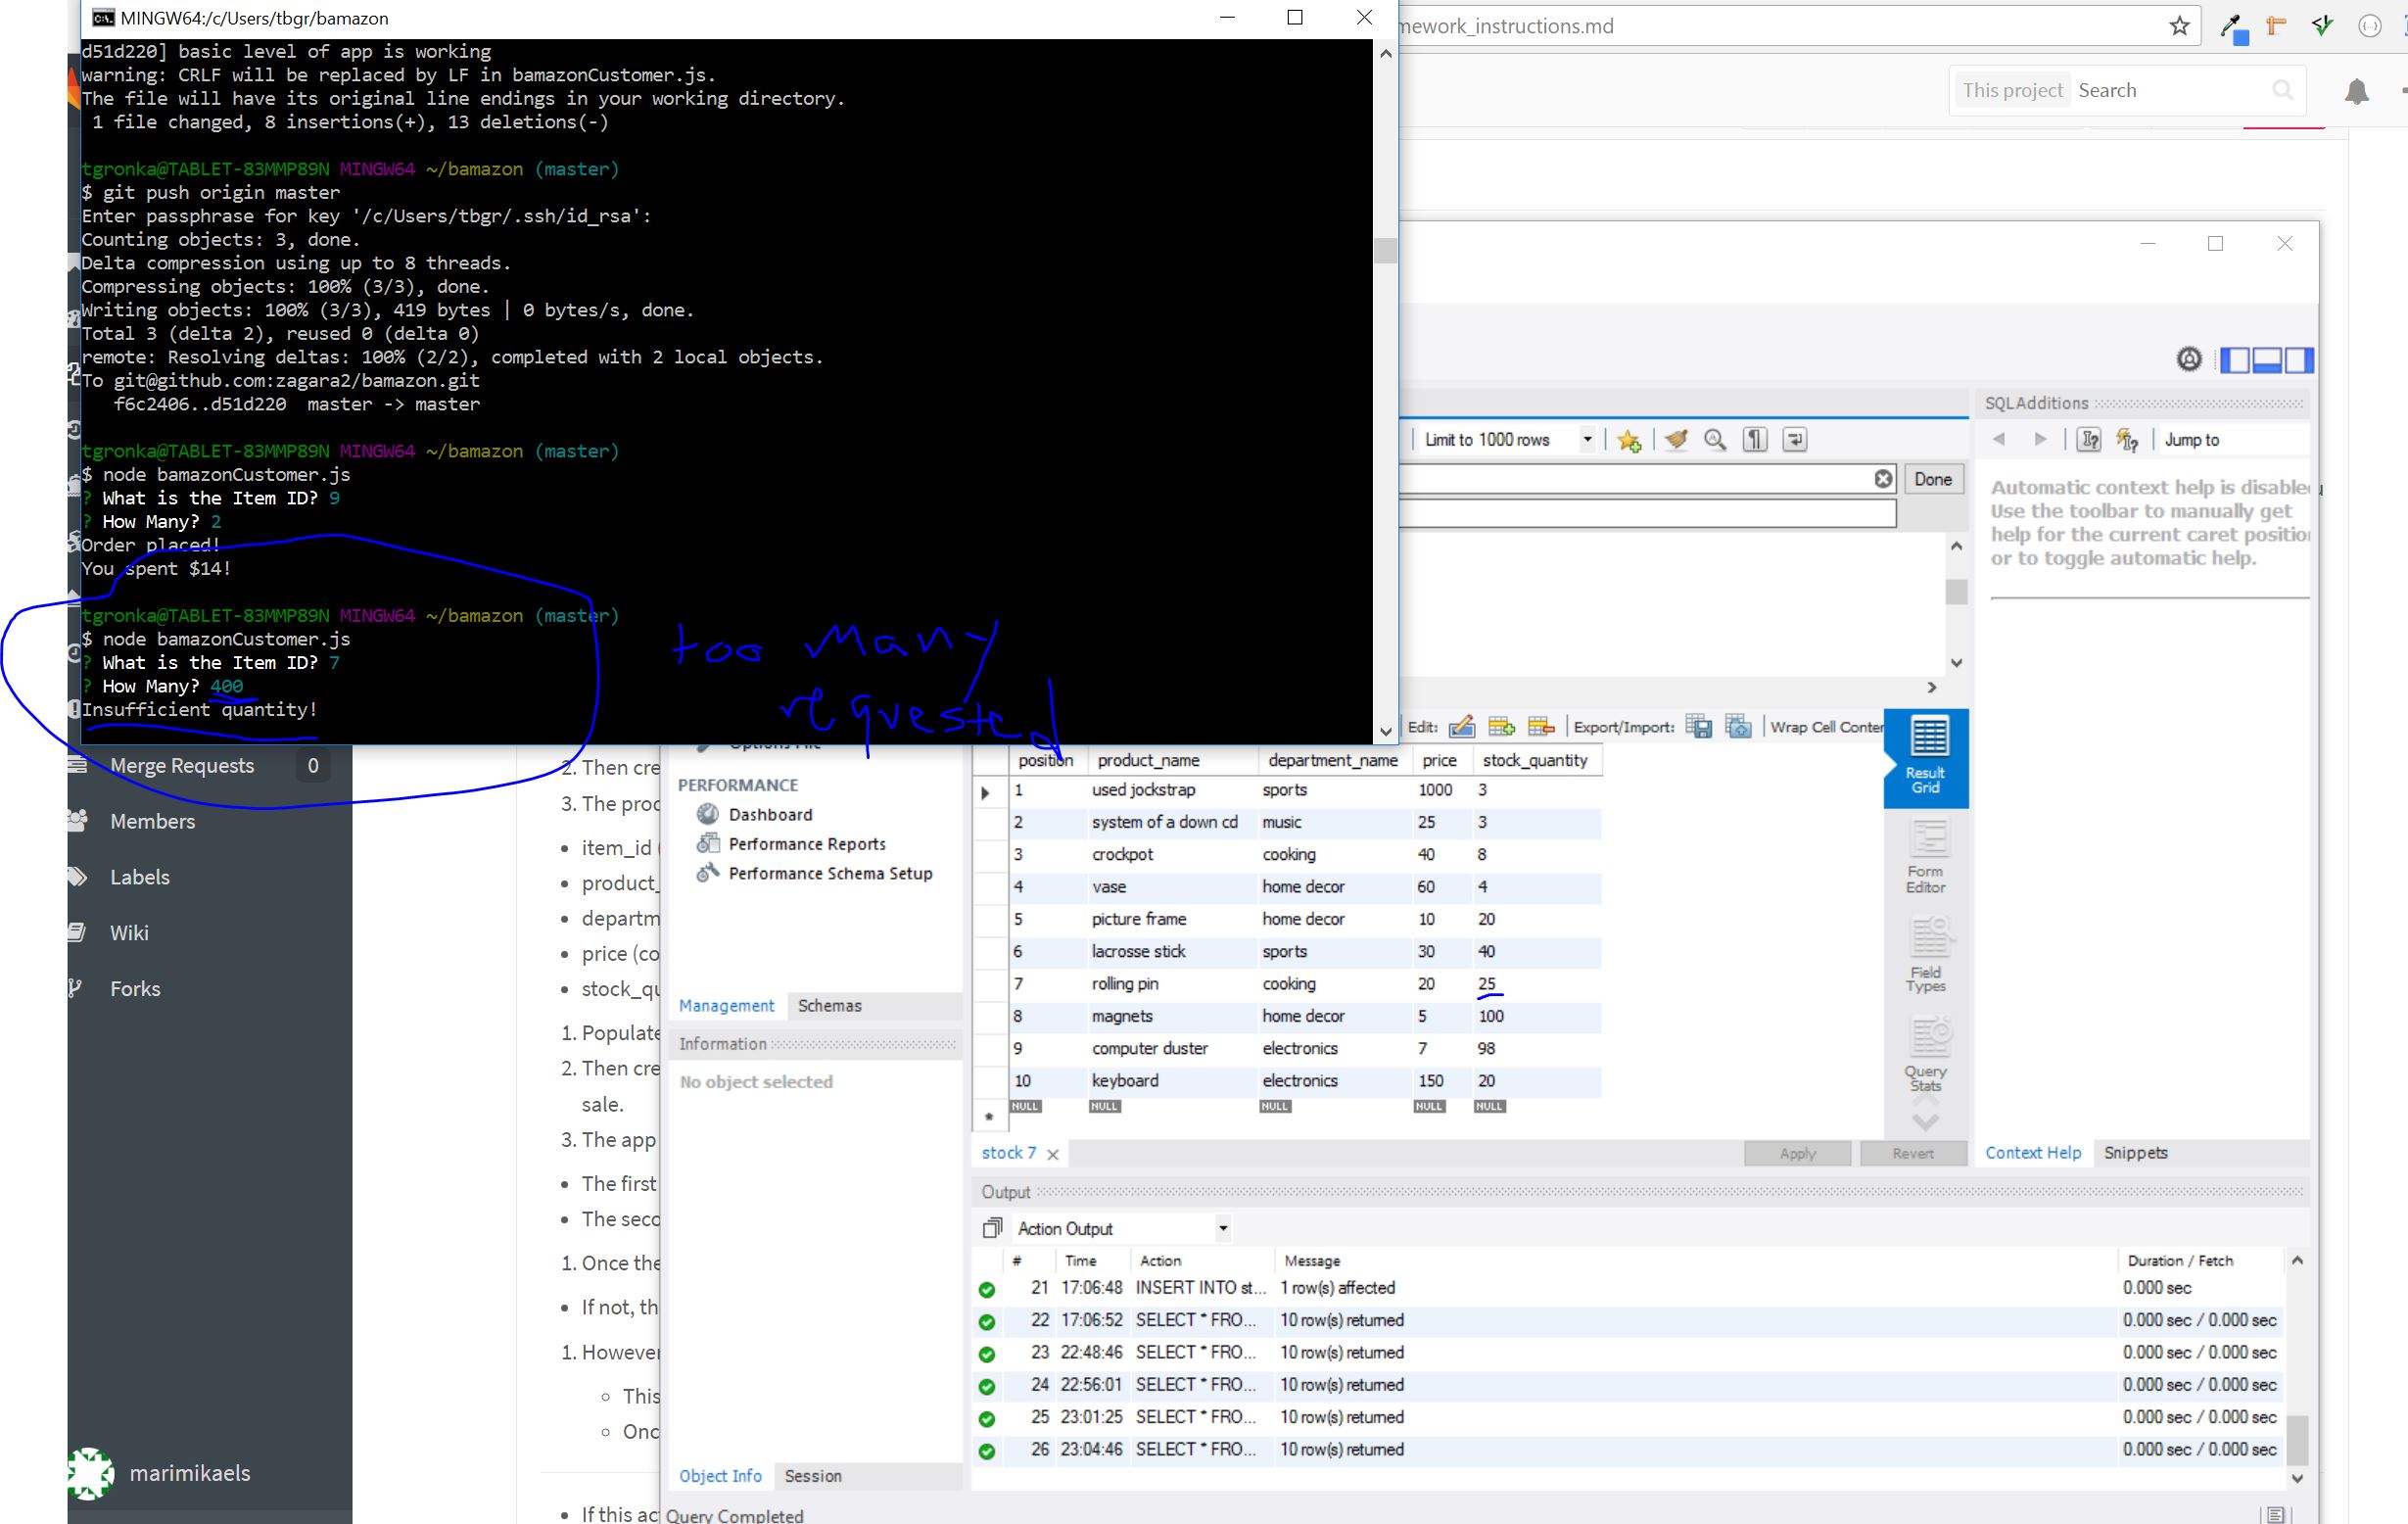 MINGW64:/c/Users/tbgr/bamazon
d51d220] basic level of app is working
warning: CRLF will be replaced by LF in bamazonCustomer.js.
The file will have its original line endings in your working directory.
1 file changed, 8 insertions(+), 13 deletions(-)
tgronka@TABLET-83MMP89N MINGW64 ~/bamazon (master)
$ git push origin master
Enter passphrase for key '/c/Users/tbgr/.ssh/id_rsa':
Counting objects: 3, done.
Delta compression using up to 8 threads.
Compressing objects: 100% (3/3), done.
Writing objects: 100% (3/3), 419 bytes | 0 bytes/s, done.
Total 3 (delta 2), reused 0 (delta 0)
remote: Resolving deltas: 100% (2/2), completed with 2 local objects.
To git@github.com:zagara2/bamazon.git
f6c2406..d51d220 master -> master
tgronka@TABLET-83MMP89N MINGW64 ~/bamazon (master)
$ node bamazonCustomer.js
? What is the Item ID? 9
? How Many? 2
Order placed!
You spent $14!
tgronka@TABLET-83MMP89N MINGW64 ~/bamazon (master)
$ node bamazonCustomer.js
? What is the Item ID? 7
? How Many? 400
Insufficient quantity!
too many
requested
mework_instructions.md
This project Search
Limit to 1000 rows
Done
SQLAdditions
Jump to
Automatic context help is disabled
Use the toolbar to manually get
help for the current caret position
or to toggle automatic help.
Merge Requests 0
Members
Labels
Wiki
Forks
marimikaels
2. Then cre
3. The proc
item_id (
product_
departm
price (co
stock_qu
1. Populate
2. Then cre
sale.
3. The app
The first
The seco
1. Once the
If not, th
1. However
This
Onc
If this ac
Options File
PERFORMANCE
Dashboard
Performance Reports
Performance Schema Setup
Management Schemas
Information
No object selected
Object Info Session
Query Completed
Edit: Export/Import: Wrap Cell Conten
position product_name department_name price stock_quantity
1 used jockstrap sports 1000 3
2 system of a down cd music 25 3
3 crockpot cooking 40 8
4 vase home decor 60 4
5 picture frame home decor 10 20
6 lacrosse stick sports 30 40
7 rolling pin cooking 20 25
8 magnets home decor 5 100
9 computer duster electronics 7 98
10 keyboard electronics 150 20
NULL NULL NULL NULL NULL
Result
Grid
Form
Editor
Field
Types
Query
Stats
stock 7 Apply Revert
Context Help Snippets
Output
Action Output
# Time Action Message Duration / Fetch
21 17:06:48 INSERT INTO st... 1 row(s) affected 0.000 sec
22 17:06:52 SELECT * FRO... 10 row(s) returned 0.000 sec / 0.000 sec
23 22:48:46 SELECT * FRO... 10 row(s) returned 0.000 sec / 0.000 sec
24 22:56:01 SELECT * FRO... 10 row(s) returned 0.000 sec / 0.000 sec
25 23:01:25 SELECT * FRO... 10 row(s) returned 0.000 sec / 0.000 sec
26 23:04:46 SELECT * FRO... 10 row(s) returned 0.000 sec / 0.000 sec